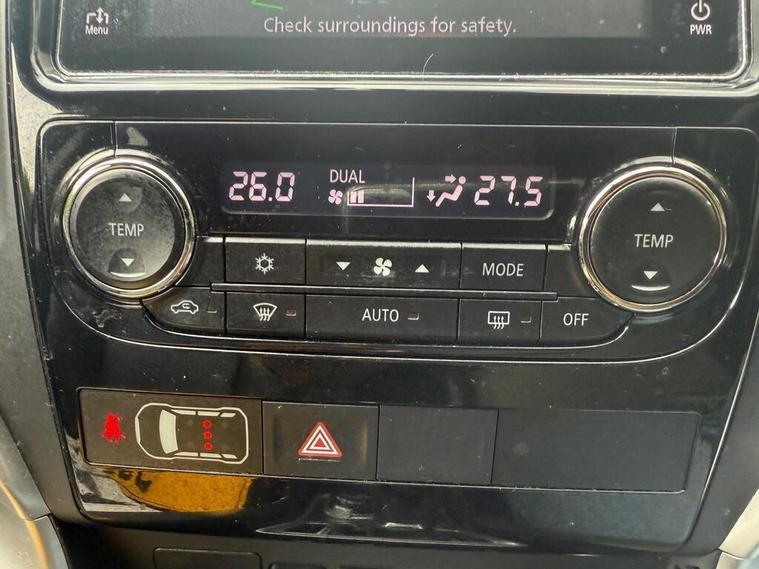 Menu
Check surroundings for safety.
PWR
26.0
DUAL
27.5
TEMP
TEMP
MODE
AUTO
OFF